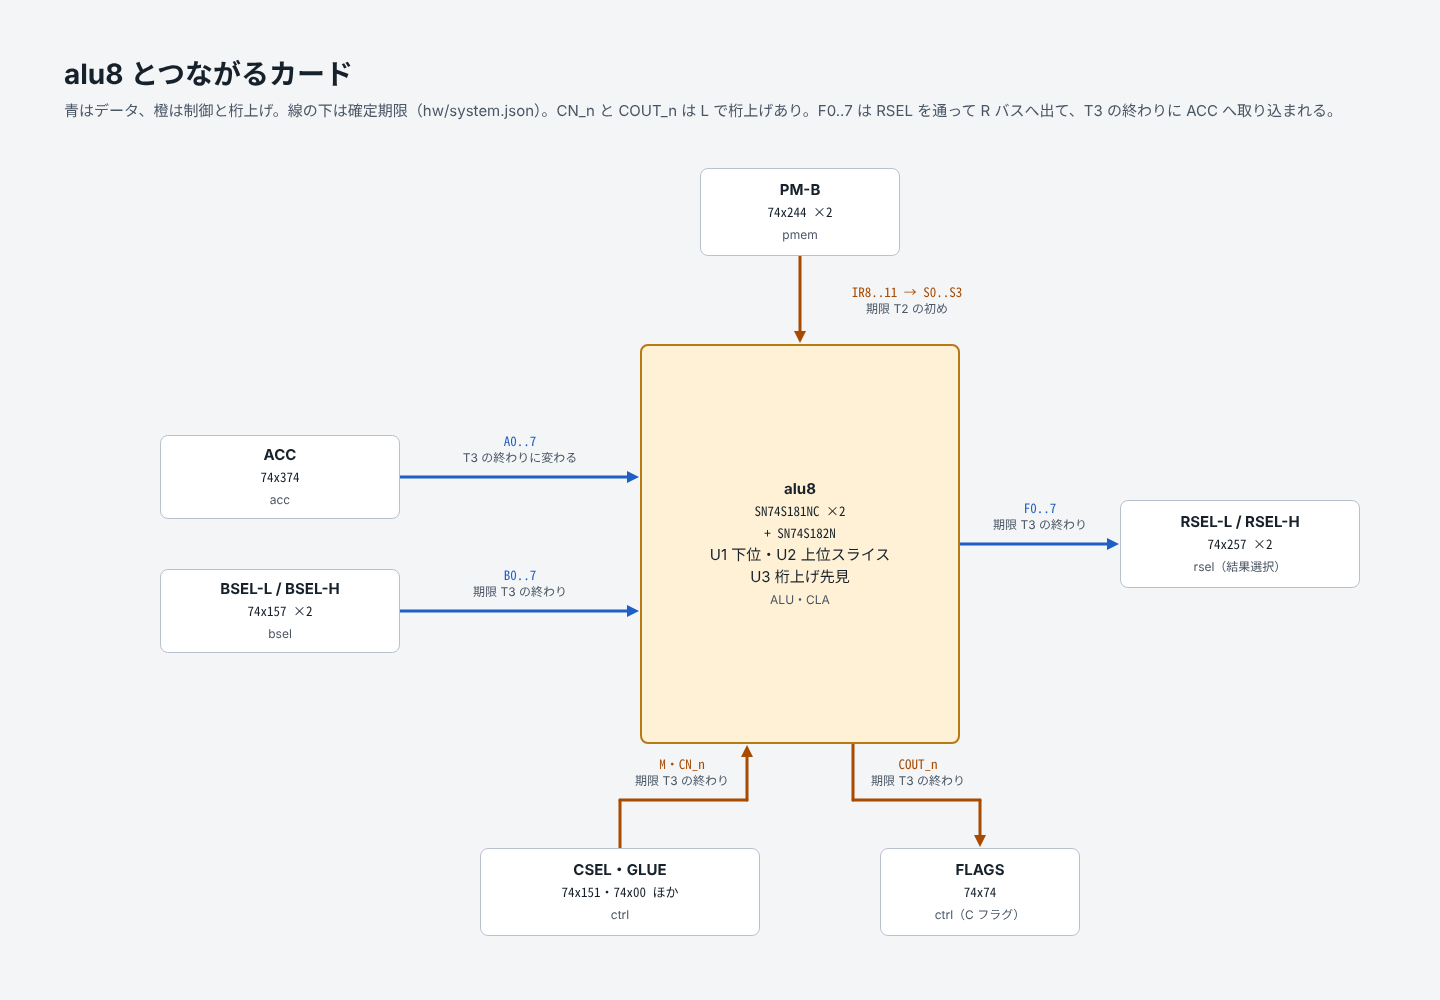 alu8 とつながるカード
青はデータ、橙は制御と桁上げ。線の下は確定期限（hw/system.json）。CN_n と COUT_n は L で桁上げあり。F0..7 は RSEL を通って R バスへ出て、T3 の終わりに ACC へ取り込まれる。
PM-B
74x244 ×2
pmem
IR8..11 → S0..S3
期限 T2 の初め
ACC
74x374
acc
A0..7
T3 の終わりに変わる
BSEL-L / BSEL-H
74x157 ×2
bsel
B0..7
期限 T3 の終わり
alu8
SN74S181NC ×2
+ SN74S182N
U1 下位・U2 上位スライス
U3 桁上げ先見
ALU・CLA
F0..7
期限 T3 の終わり
RSEL-L / RSEL-H
74x257 ×2
rsel（結果選択）
M・CN_n
期限 T3 の終わり
COUT_n
期限 T3 の終わり
CSEL・GLUE
74x151・74x00 ほか
ctrl
FLAGS
74x74
ctrl（C フラグ）